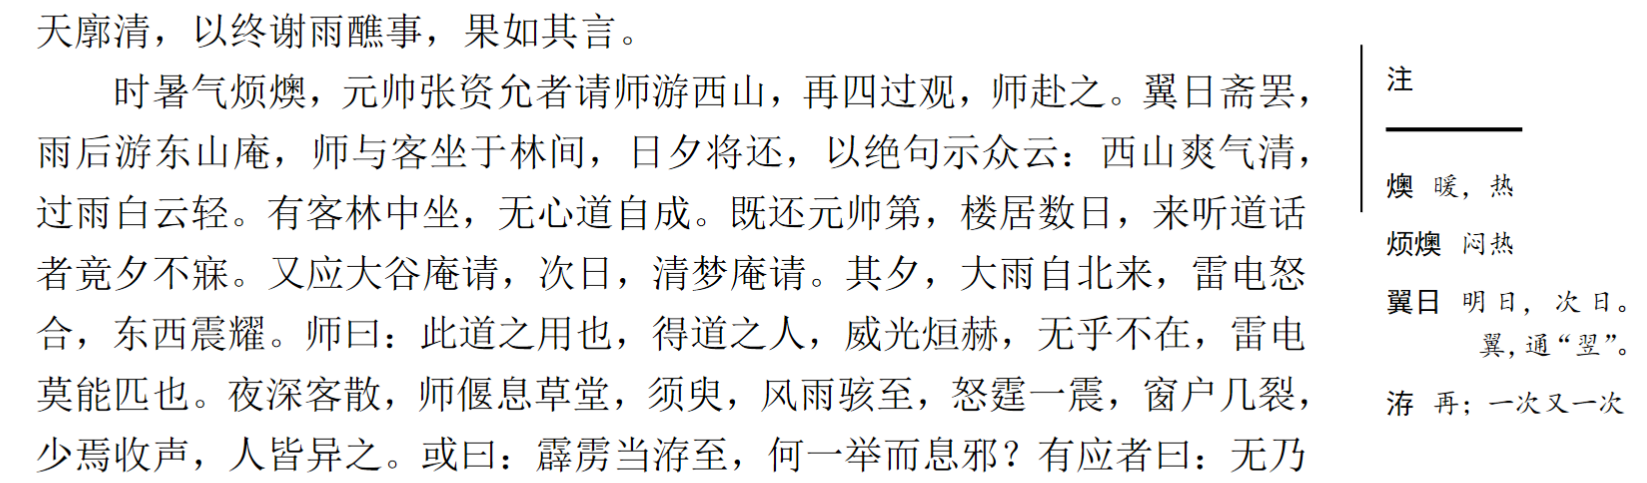 天廓清，以终谢雨醮事，果如其言。
时暑气烦燠，元帅张资允者请师游西山，再四过观，师赴之。翼日斋罢，
雨后游东山庵，师与客坐于林间，日夕将还，以绝句示众云：西山爽气清，
过雨白云轻。有客林中坐，无心道自成。既还元帅第，楼居数日，来听道话
者竟夕不寐。又应大谷庵请，次日，清梦庵请。其夕，大雨自北来，雷电怒
合，东西震耀。师曰：此道之用也，得道之人，威光烜赫，无乎不在，雷电
莫能匹也。夜深客散，师偃息草堂，须臾，风雨骇至，怒霆一震，窗户几裂，
少焉收声，人皆异之。或曰：霹雳当洊至，何一举而息邪？有应者曰：无乃
注
燠 暖，热
烦燠 闷热
翼日 明日，次日。
翼，通“翌”。
洊 再；一次又一次